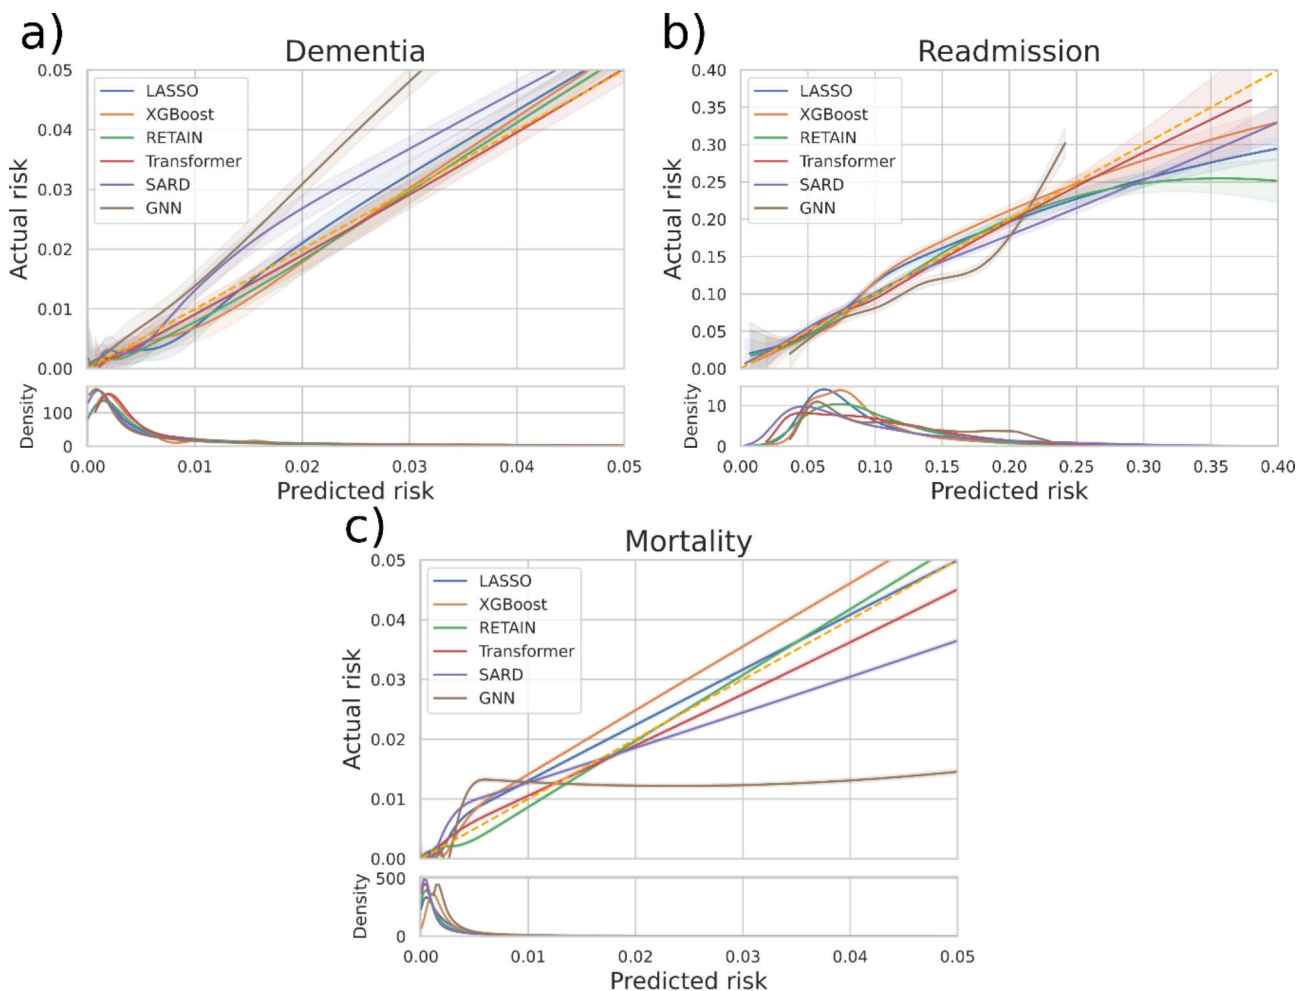 a)
Dementia
0.05
0.04
0.03
0.02
0.01
0.00
Actual risk
LASSO
XGBoost
RETAIN
Transformer
SARD
GNN
100
0
Density
0.00 0.01 0.02 0.03 0.04 0.05
Predicted risk
b)
Readmission
0.40
0.35
0.30
0.25
0.20
0.15
0.10
0.05
0.00
Actual risk
LASSO
XGBoost
RETAIN
Transformer
SARD
GNN
10
0
Density
0.00 0.05 0.10 0.15 0.20 0.25 0.30 0.35 0.40
Predicted risk
c)
Mortality
0.05
0.04
0.03
0.02
0.01
0.00
Actual risk
LASSO
XGBoost
RETAIN
Transformer
SARD
GNN
500
0
Density
0.00 0.01 0.02 0.03 0.04 0.05
Predicted risk